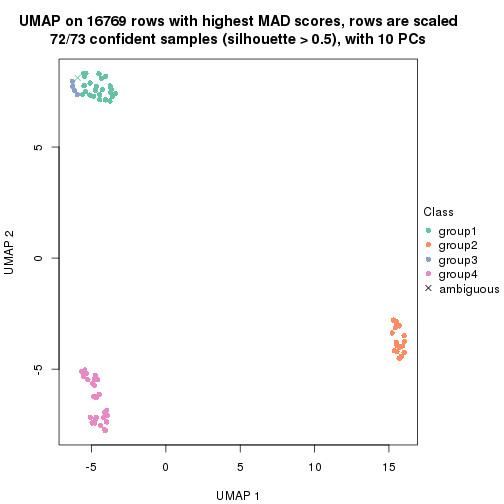 UMAP on 16769 rows with highest MAD scores, rows are scaled
72/73 confident samples (silhouette > 0.5), with 10 PCs
5
0
-5
UMAP 2
-5
0
5
10
15
UMAP 1
Class
group1
group2
group3
group4
ambiguous